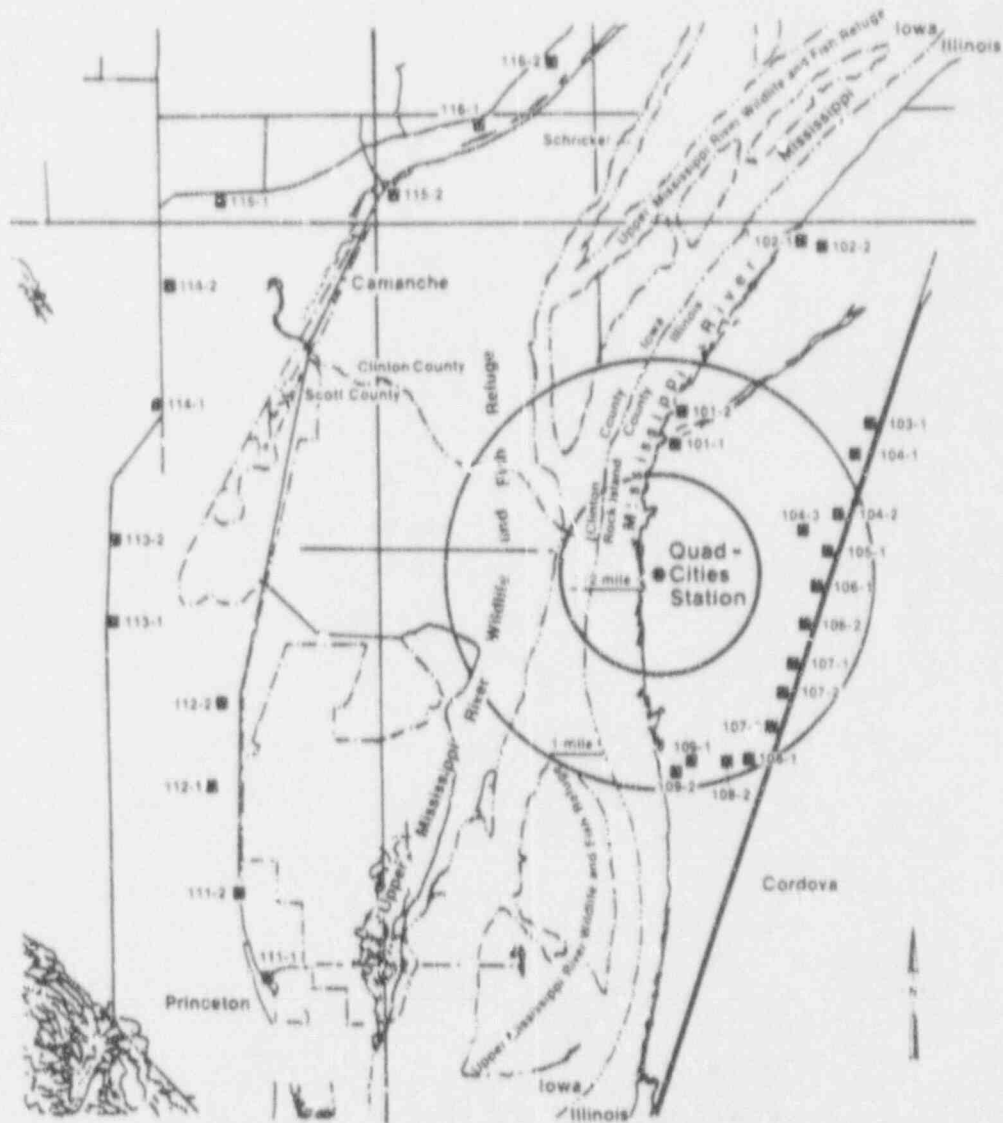 Iowa
Illinois
Upper Mississippi River Wildlife and Fish Refuge
Mississippi
116-2
116-1
Schricker
115-1
115-2
102-1
102-2
114-2
Camanche
River
Iowa
Illinois
Clinton County
Scott County
Refuge
114-1
101-2
101-1
103-1
104-1
County
County
Clinton
Rock Island
Mississippi
und Fish
104-3
104-2
113-2
105-1
Quad-
Cities
Station
2 mile
106-1
Wildlife
113-1
106-2
107-1
107-2
River
112-2
107-
1 mile
109-1
108-1
109-2
108-2
112-1
Mississippi
Upper
Upper Mississippi River Wildlife and Fish Refuge
111-2
Cordova
111-1
Princeton
Iowa
Illinois